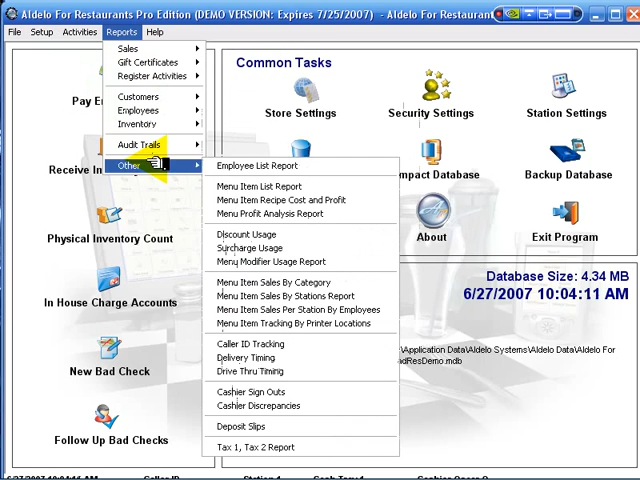 Aldelo For Restaurants Pro Edition (DEMO VERSION: Expires 7/25/2007) - Aldelo For Restaurant
File Setup Activities Reports Help
Sales
Gift Certificates
Register Activities
Customers
Employees
Inventory
Audit Trails
Other
Employee List Report
Menu Item List Report
Menu Item Recipe Cost and Profit
Menu Profit Analysis Report
Discount Usage
Surcharge Usage
Menu Modifier Usage Report
Menu Item Sales By Category
Menu Item Sales By Stations Report
Menu Item Sales Per Station By Employees
Menu Item Tracking By Printer Locations
Caller ID Tracking
Delivery Timing
Drive Thru Timing
Cashier Sign Outs
Cashier Discrepancies
Deposit Slips
Tax 1, Tax 2 Report
Pay E
Receive In
Physical Inventory Count
In House Charge Accounts
New Bad Check
Follow Up Bad Checks
Common Tasks
Store Settings
Security Settings
Station Settings
mpact Database
Backup Database
About
Exit Program
Database Size: 4.34 MB
6/27/2007 10:04:11 AM
\Application Data\Aldelo Systems\Aldelo Data\Aldelo For
adResDemo.mdb